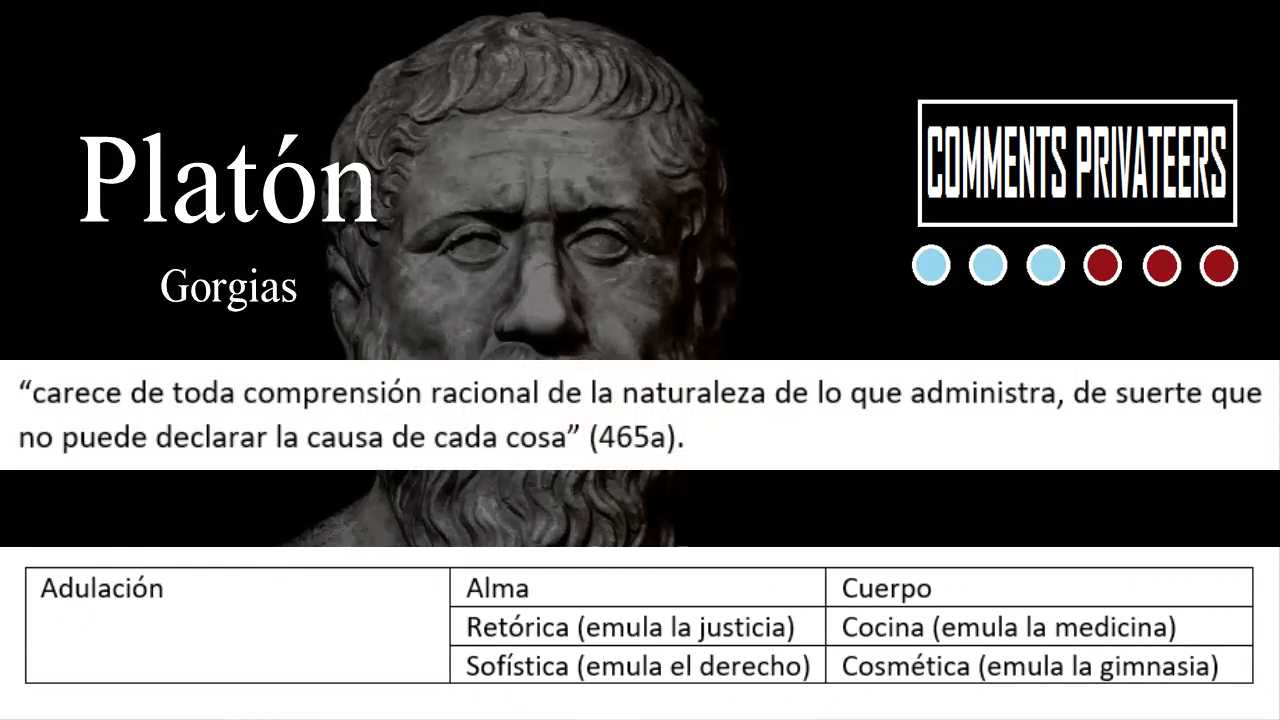 Platón
Gorgias
COMMENTS PRIVATEERS
“carece de toda comprensión racional de la naturaleza de lo que administra, de suerte que
no puede declarar la causa de cada cosa” (465a).
Adulación Alma Cuerpo
Retórica (emula la justicia) Cocina (emula la medicina)
Sofística (emula el derecho) Cosmética (emula la gimnasia)